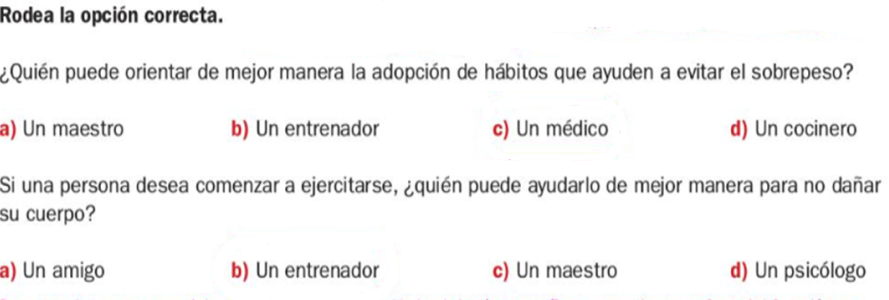 Rodea la opción correcta.
¿Quién puede orientar de mejor manera la adopción de hábitos que ayuden a evitar el sobrepeso?
a) Un maestro b) Un entrenador c) Un médico d) Un cocinero
Si una persona desea comenzar a ejercitarse, ¿quién puede ayudarlo de mejor manera para no dañar
su cuerpo?
a) Un amigo b) Un entrenador c) Un maestro d) Un psicólogo